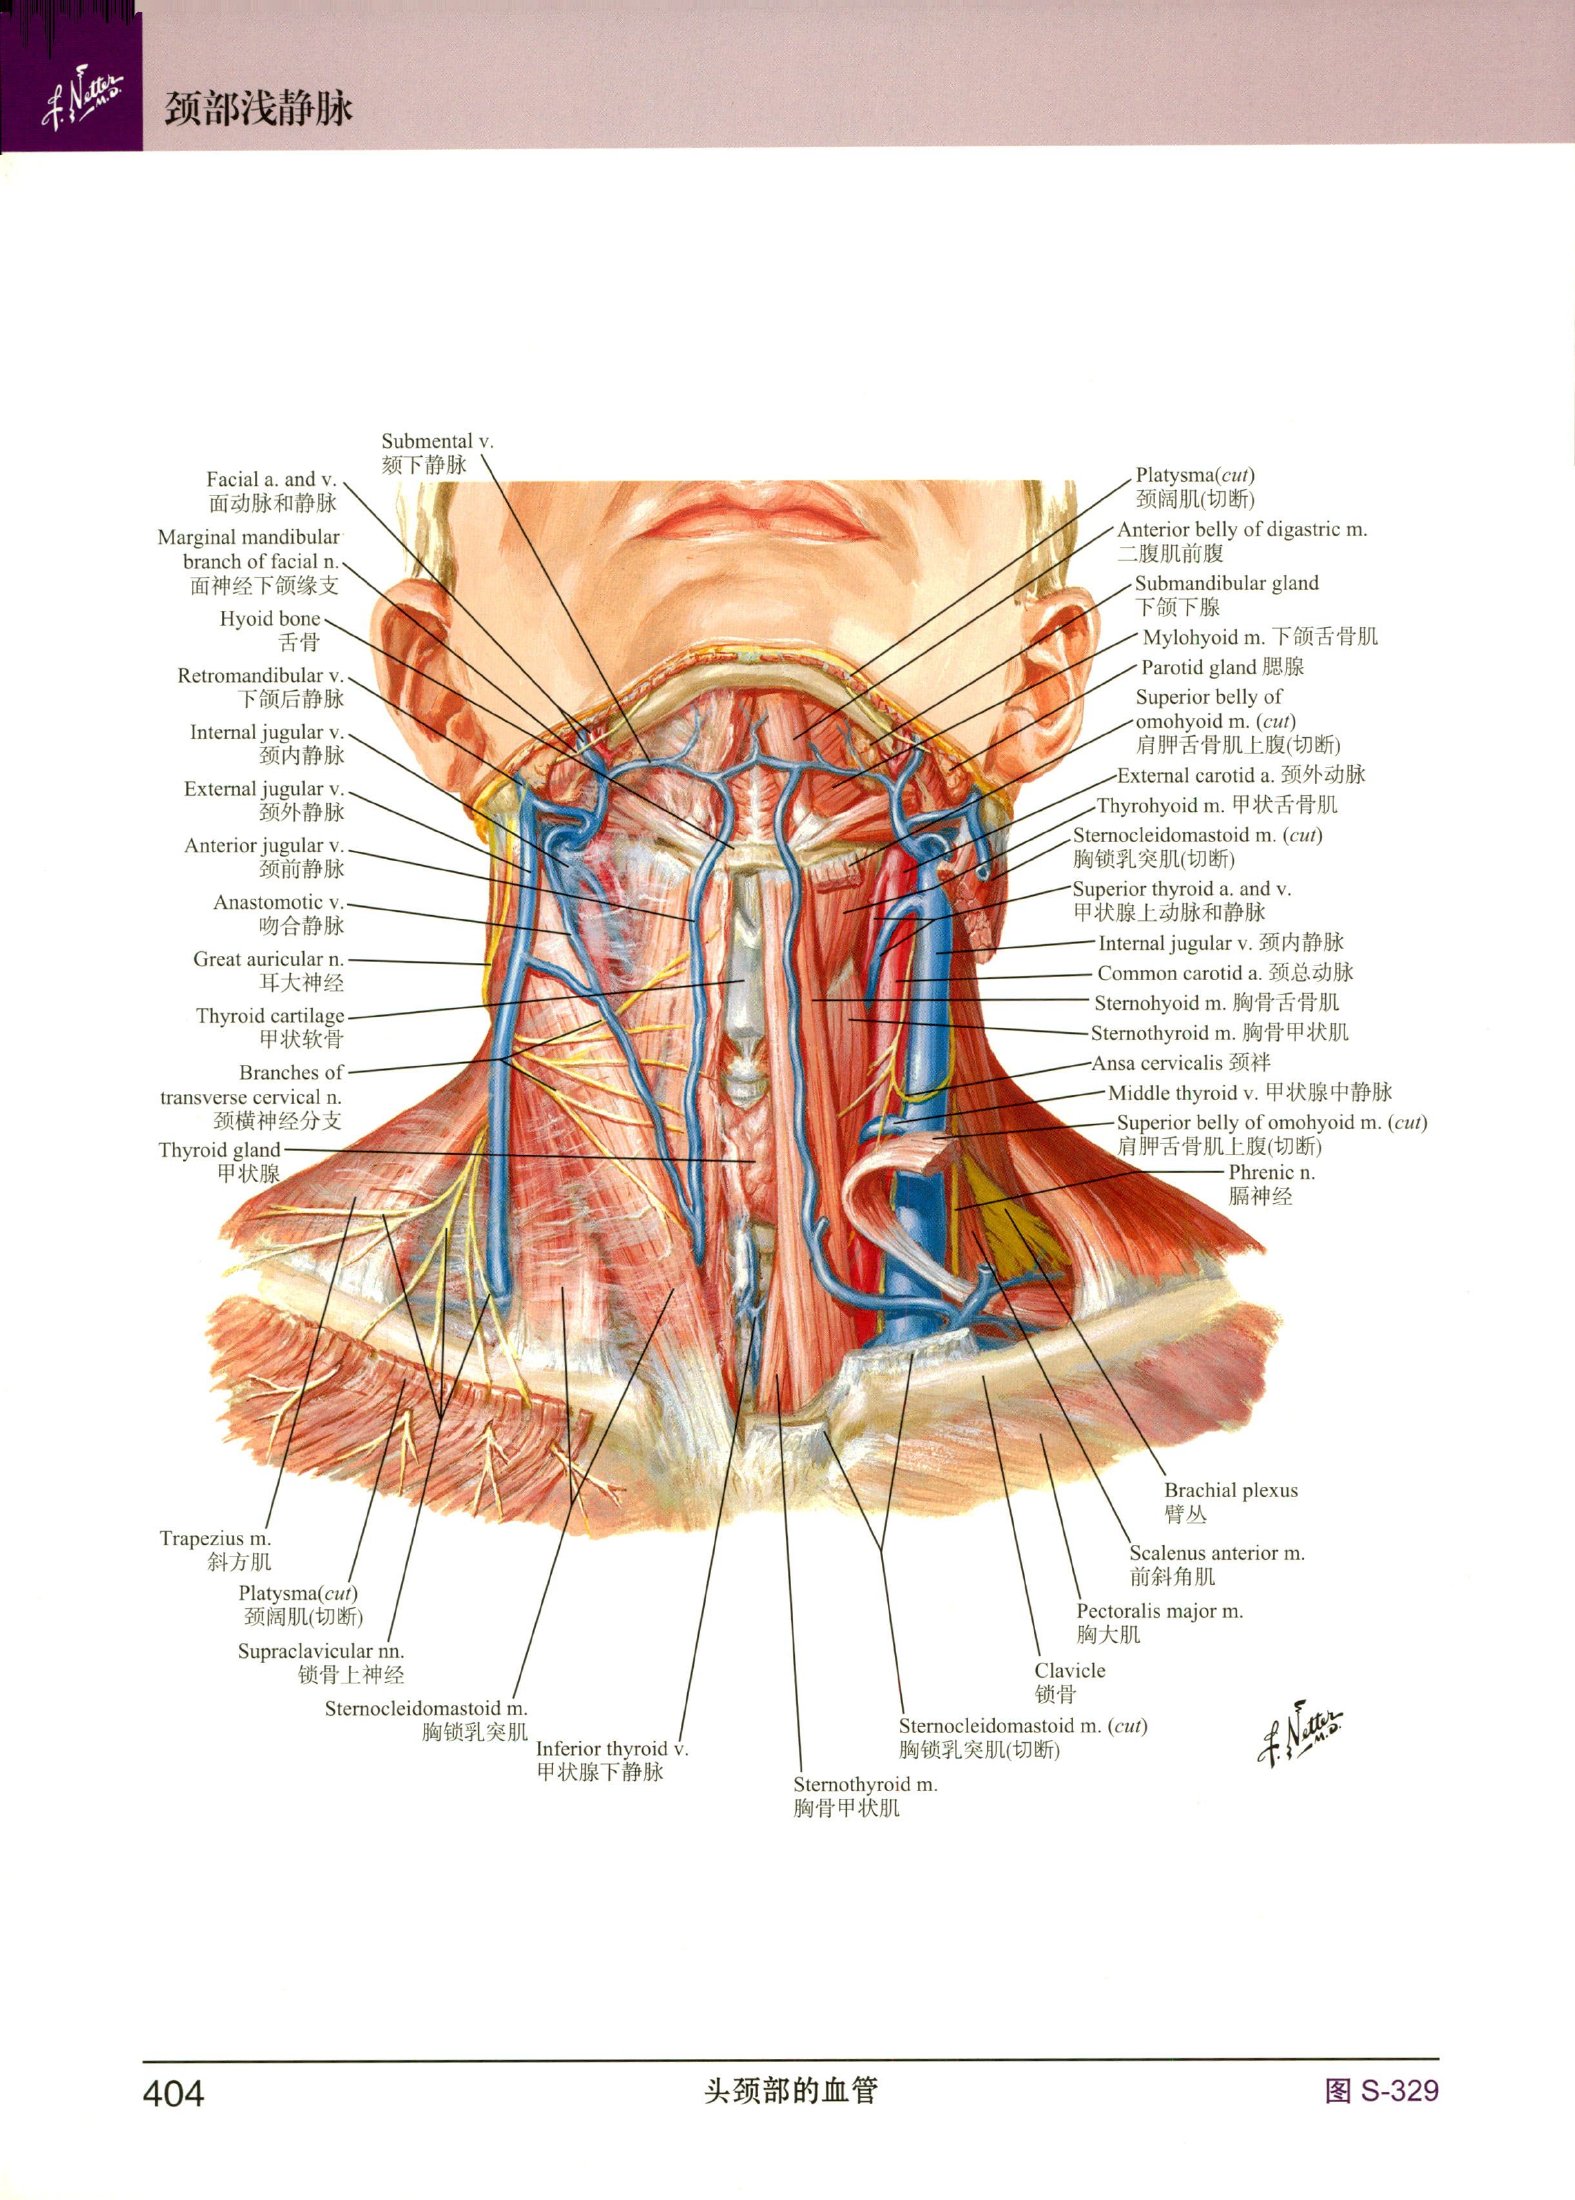 F. Netter M.D.
颈部浅静脉
Submental v.
颏下静脉
Facial a. and v.
面动脉和静脉
Marginal mandibular
branch of facial n.
面神经下颌缘支
Hyoid bone
舌骨
Retromandibular v.
下颌后静脉
Internal jugular v.
颈内静脉
External jugular v.
颈外静脉
Anterior jugular v.
颈前静脉
Anastomotic v.
吻合静脉
Great auricular n.
耳大神经
Thyroid cartilage
甲状软骨
Branches of
transverse cervical n.
颈横神经分支
Thyroid gland
甲状腺
Platysma(cut)
颈阔肌(切断)
Anterior belly of digastric m.
二腹肌前腹
Submandibular gland
下颌下腺
Mylohyoid m. 下颌舌骨肌
Parotid gland 腮腺
Superior belly of
omohyoid m. (cut)
肩胛舌骨肌上腹(切断)
External carotid a. 颈外动脉
Thyrohyoid m. 甲状舌骨肌
Sternocleidomastoid m. (cut)
胸锁乳突肌(切断)
Superior thyroid a. and v.
甲状腺上动脉和静脉
Internal jugular v. 颈内静脉
Common carotid a. 颈总动脉
Sternohyoid m. 胸骨舌骨肌
Sternothyroid m. 胸骨甲状肌
Ansa cervicalis 颈袢
Middle thyroid v. 甲状腺中静脉
Superior belly of omohyoid m. (cut)
肩胛舌骨肌上腹(切断)
Phrenic n.
膈神经
Trapezius m.
斜方肌
Platysma(cut)
颈阔肌(切断)
Supraclavicular nn.
锁骨上神经
Sternocleidomastoid m.
胸锁乳突肌
Inferior thyroid v.
甲状腺下静脉
Sternothyroid m.
胸骨甲状肌
Sternocleidomastoid m. (cut)
胸锁乳突肌(切断)
Clavicle
锁骨
Pectoralis major m.
胸大肌
Scalenus anterior m.
前斜角肌
Brachial plexus
臂丛
F. Netter M.D.
404
头颈部的血管
图 S-329